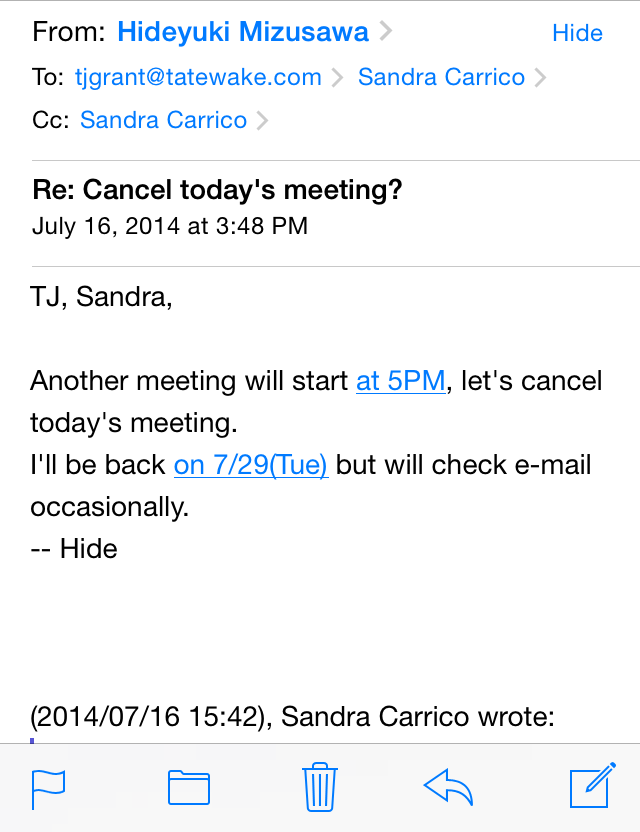 From: Hideyuki Mizusawa Hide
To: tjgrant@tatewake.com Sandra Carrico
Cc: Sandra Carrico
Re: Cancel today's meeting?
July 16, 2014 at 3:48 PM
TJ, Sandra,
Another meeting will start at 5PM, let's cancel
today's meeting.
I'll be back on 7/29(Tue) but will check e-mail
occasionally.
-- Hide
(2014/07/16 15:42), Sandra Carrico wrote: